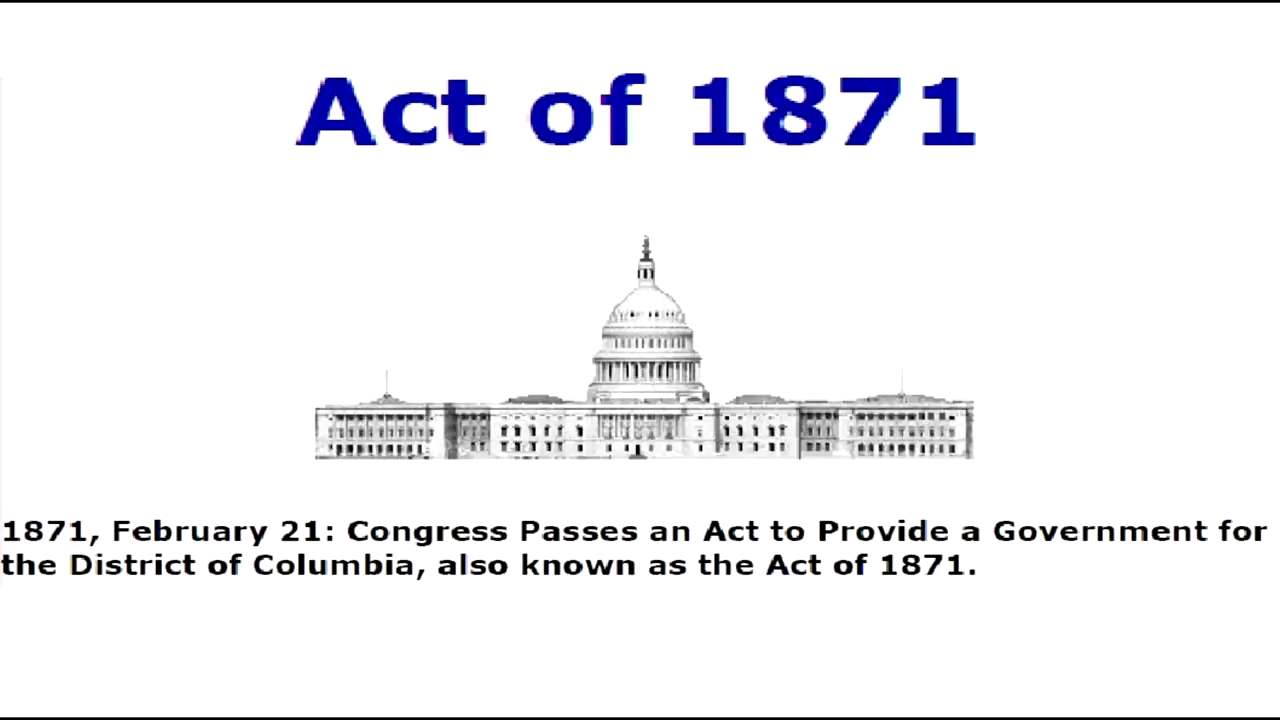 Act of 1871
1871, February 21: Congress Passes an Act to Provide a Government for
the District of Columbia, also known as the Act of 1871.